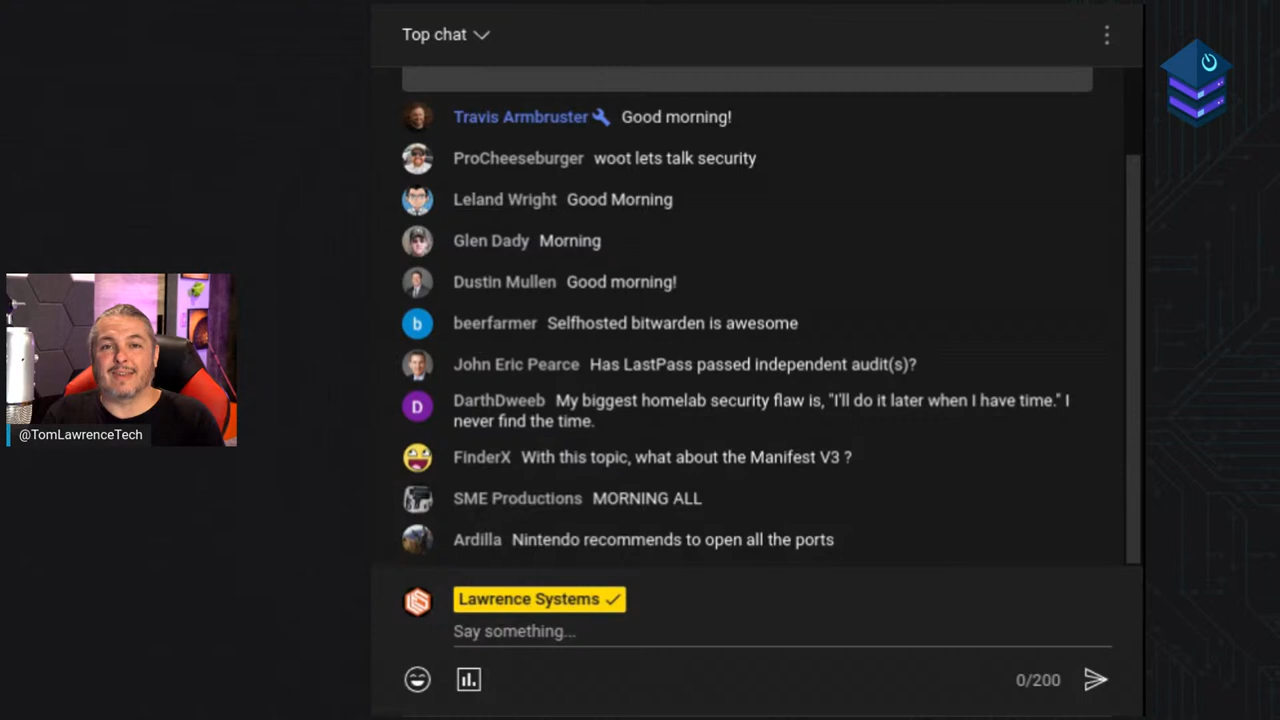 Top chat
Travis Armbruster Good morning!
ProCheeseburger woot lets talk security
Leland Wright Good Morning
Glen Dady Morning
Dustin Mullen Good morning!
b beerfarmer Selfhosted bitwarden is awesome
John Eric Pearce Has LastPass passed independent audit(s)?
D DarthDweeb My biggest homelab security flaw is, "I'll do it later when I have time." I
never find the time.
FinderX With this topic, what about the Manifest V3 ?
@TomLawrenceTech
SME Productions MORNING ALL
Ardilla Nintendo recommends to open all the ports
Lawrence Systems
Say something...
0/200